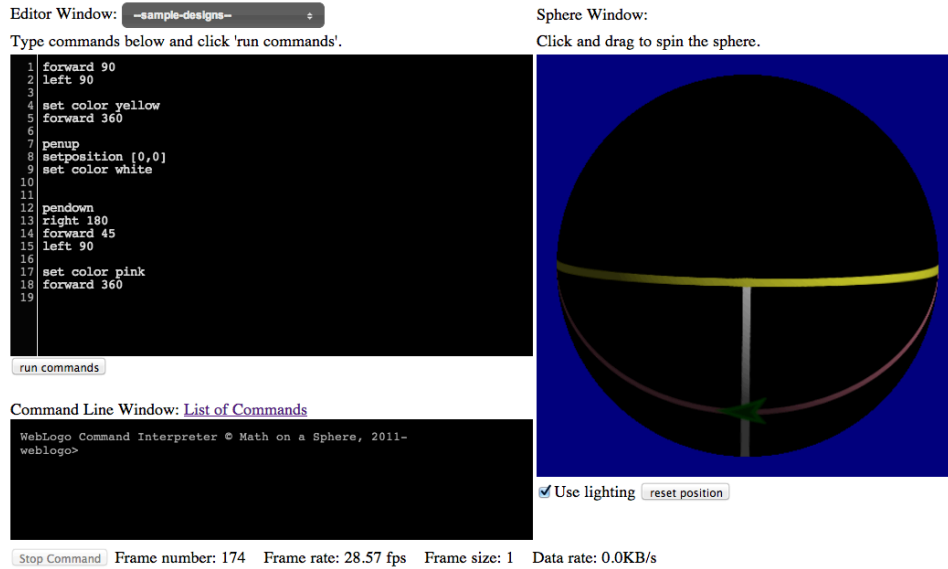 Editor Window: --sample-designs--
Type commands below and click 'run commands'.
1 forward 90
2 left 90
3
4 set color yellow
5 forward 360
6
7 penup
8 setposition [0,0]
9 set color white
10
11
12 pendown
13 right 180
14 forward 45
15 left 90
16
17 set color pink
18 forward 360
19
run commands
Command Line Window: List of Commands
WebLogo Command Interpreter © Math on a Sphere, 2011-
weblogo>
Sphere Window:
Click and drag to spin the sphere.
Use lighting reset position
Stop Command Frame number: 174 Frame rate: 28.57 fps Frame size: 1 Data rate: 0.0KB/s